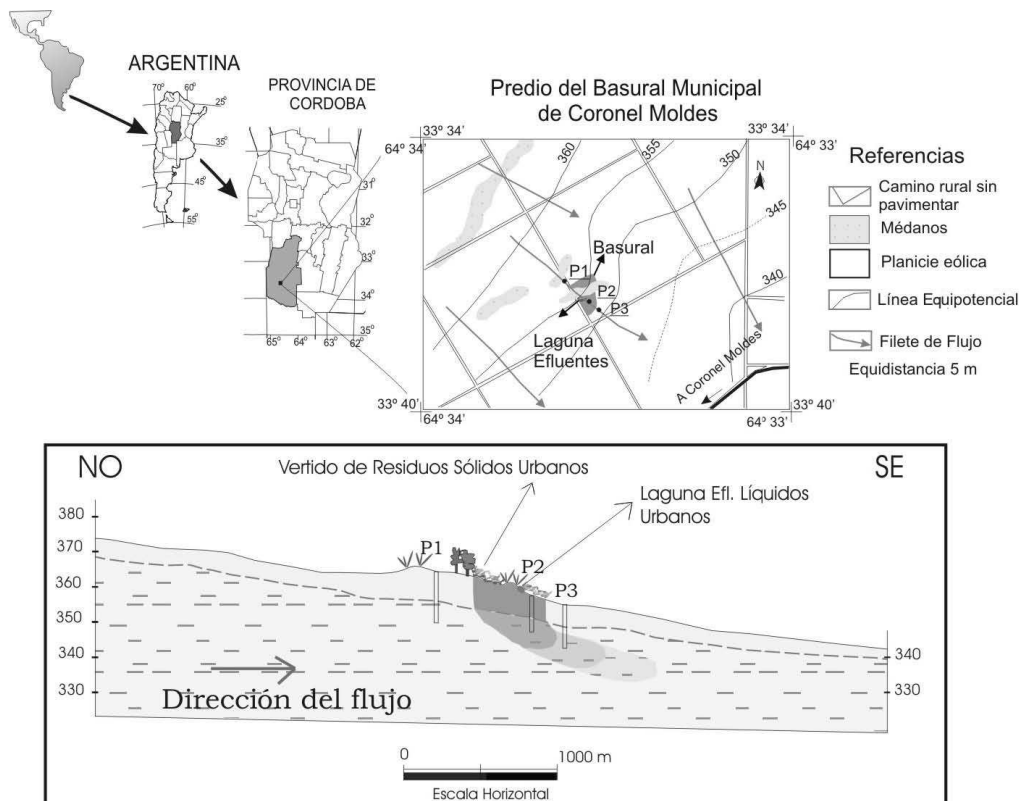 ARGENTINA
70º 60º
25º
35º
45º
55º
PROVINCIA DE
CORDOBA
31º
32º
33º
34º
35º
65º 64º 63º 62º
Predio del Basural Municipal
de Coronel Moldes
33º 34'
64º 34'
33º 34'
64º 33'
360
355
350
345
340
N
Basural
P1
P2
P3
Laguna
Efluentes
A Coronel Moldes
33º 40'
64º 34'
33º 40'
64º 33'
Referencias
Camino rural sin
pavimentar
Médanos
Planicie eólica
Línea Equipotencial
Filete de Flujo
Equidistancia 5 m
NO
SE
Vertido de Residuos Sólidos Urbanos
Laguna Efl. Líquidos
Urbanos
380
370
360
350
340
330
P1
P2
P3
340
330
Dirección del flujo
0 1000 m
Escala Horizontal